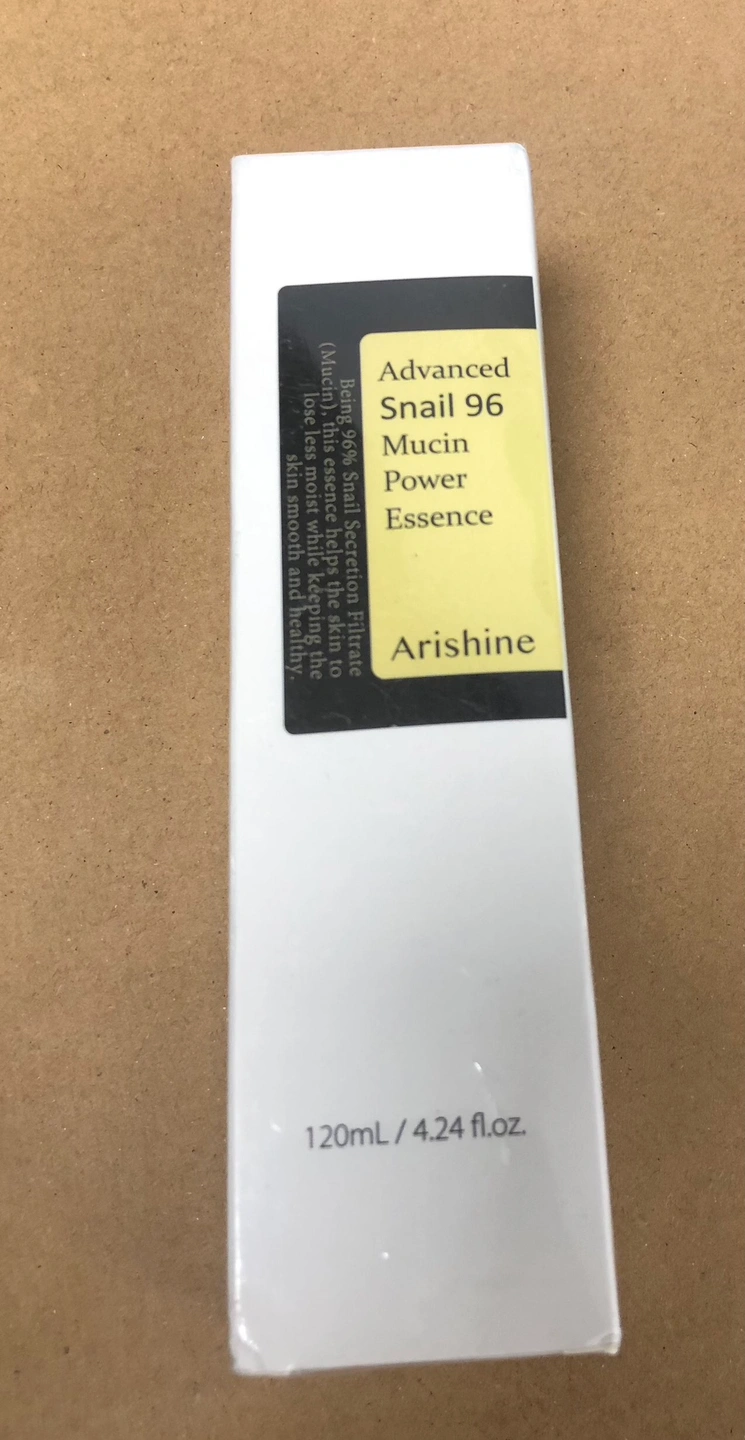 Advanced
Snail 96
Mucin
Power
Essence
Arishine
Being 96% Snail Secretion Filtrate
(Mucin), this essence helps the skin to
lose less moist while keeping the
skin smooth and healthy.
120mL / 4.24 fl.oz.